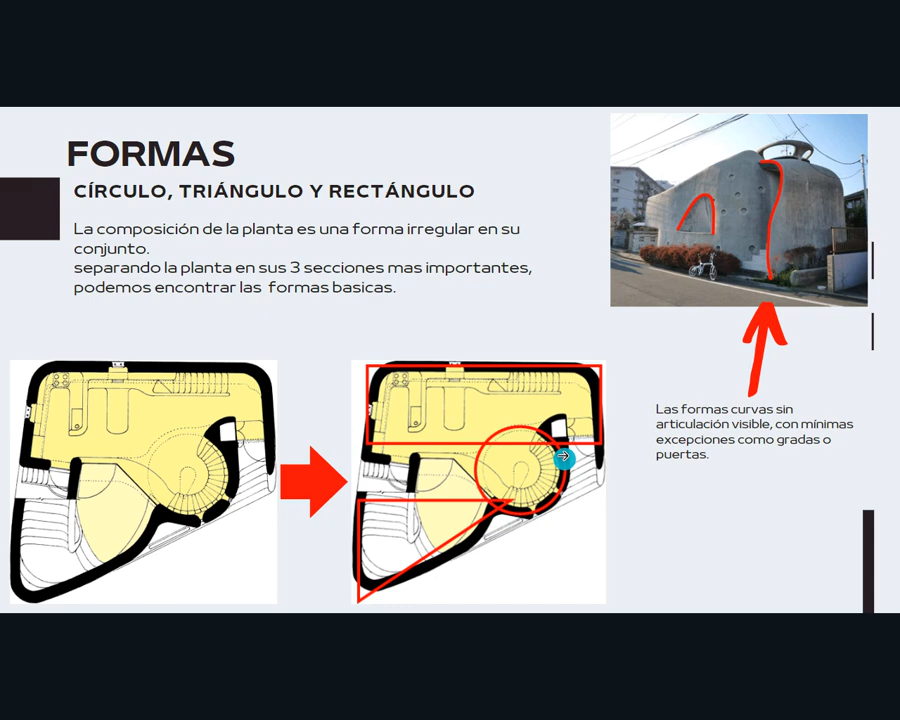 FORMAS
CÍRCULO, TRIÁNGULO Y RECTÁNGULO
La composición de la planta es una forma irregular en su
conjunto.
separando la planta en sus 3 secciones mas importantes,
podemos encontrar las formas basicas.
Las formas curvas sin
articulación visible, con mínimas
excepciones como gradas o
puertas.